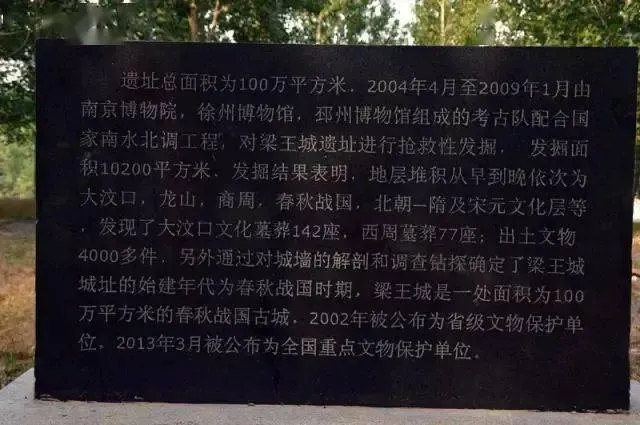 遗址总面积为100万平方米. 2004年4月至2009年1月由
南京博物院, 徐州博物馆, 邳州博物馆组成的考古队配合国
家南水北调工程, 对梁王城遗址进行抢救性发掘, 发掘面
积10200平方米. 发掘结果表明, 地层堆积从早到晚依次为
大汶口, 龙山, 商周, 春秋战国, 北朝—隋及宋元文化层等
, 发现了大汶口文化墓葬142座, 西周墓葬77座; 出土文物
4000多件. 另外通过对城墙的解剖和调查钻探确定了梁王城
城址的始建年代为春秋战国时期, 梁王城是一处面积为100
万平方米的春秋战国古城. 2002年被公布为省级文物保护单
位. 2013年3月被公布为全国重点文物保护单位。